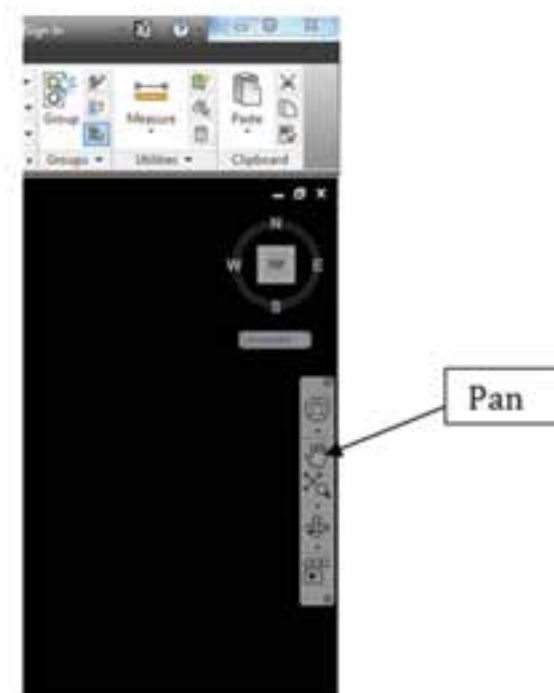 Sign In
Group
Measure
Paste
Groups
Utilities
Clipboard
N
W
TOP
E
S
Pan